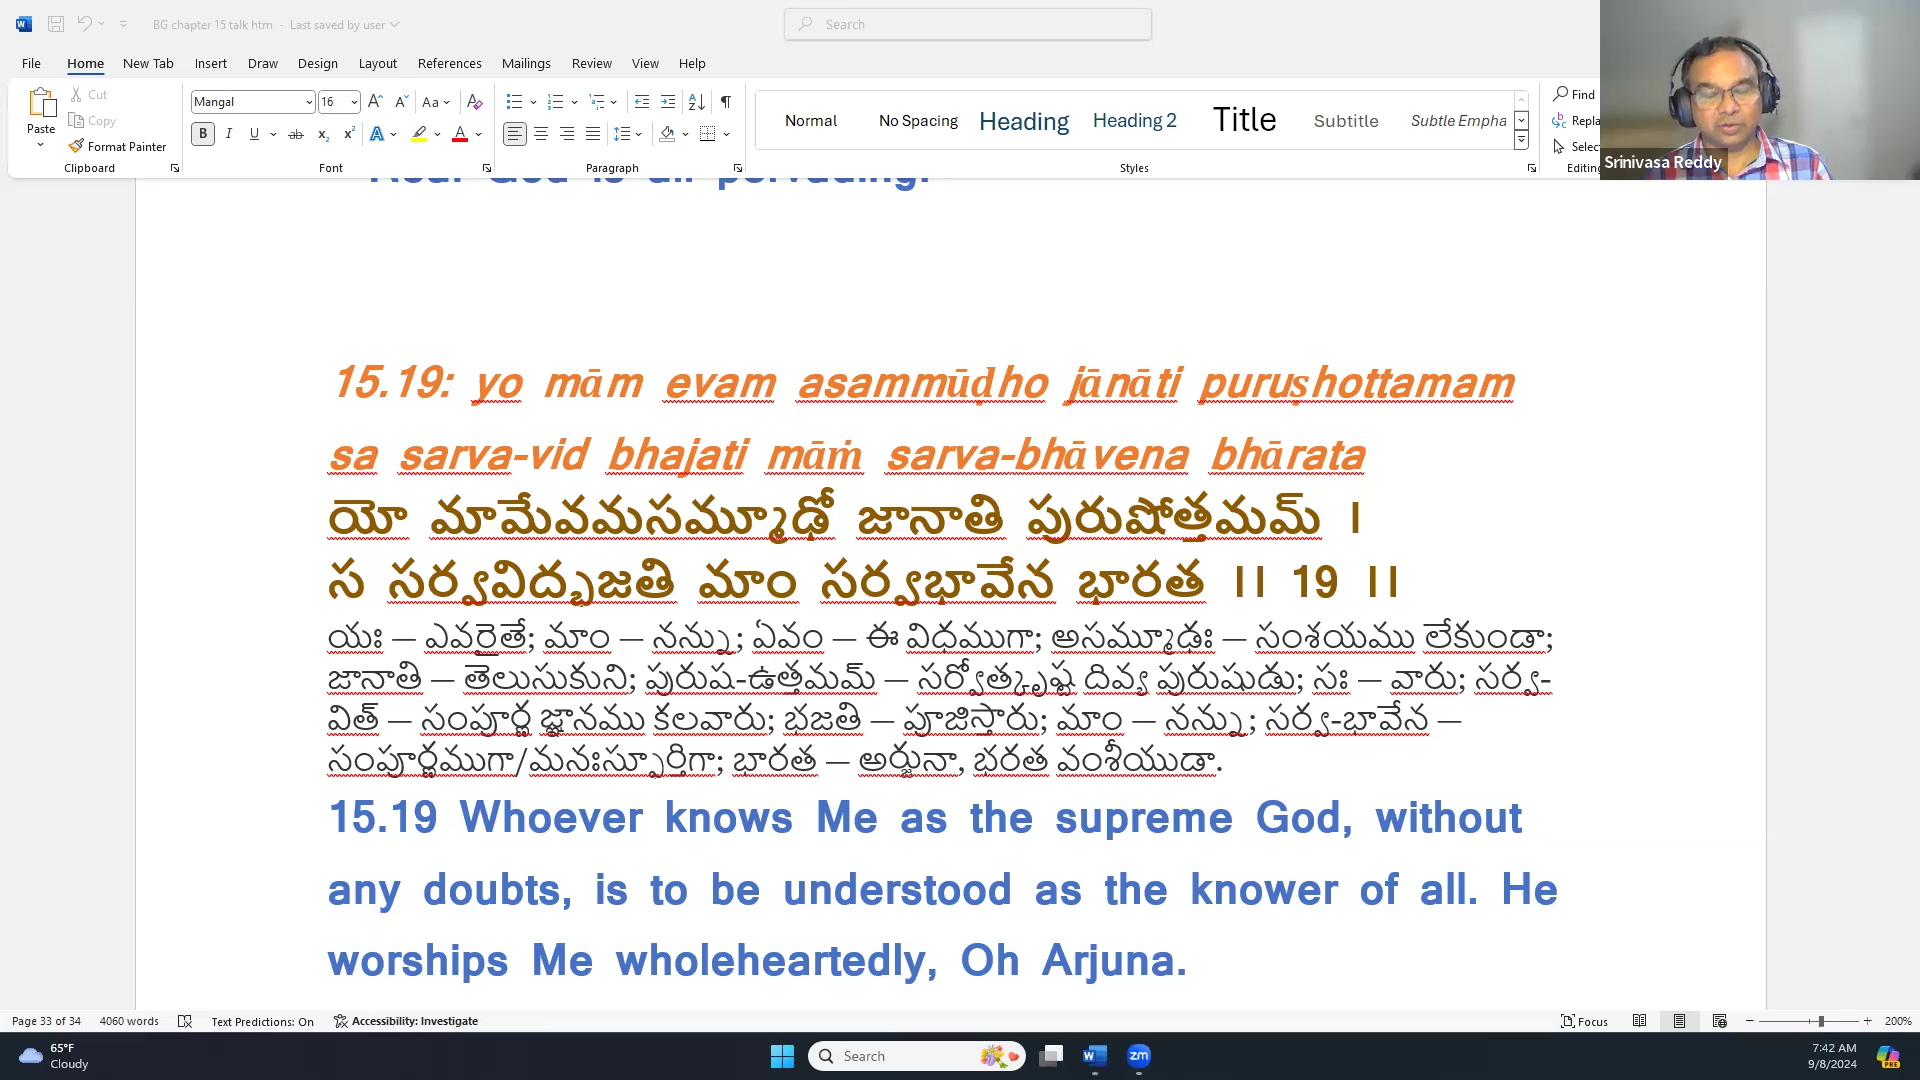 BG chapter 15 talk htm - Last saved by user
Search
File Home New Tab Insert Draw Design Layout References Mailings Review View Help
Paste
Cut
Copy
Format Painter
Clipboard
Mangal 16
Font
Paragraph
Normal No Spacing Heading Heading 2 Title Subtitle Subtle Empha
Styles
Find
Repla
Selec
Editing
Srinivasa Reddy
15.19: yo mām evam asammūḍho jānāti puruṣhottamam
sa sarva-vid bhajati māṁ sarva-bhāvena bhārata
యో మామేవమసమ్మూఢో జానాతి పురుషోత్తమమ్ ।
స సర్వవిద్భజతి మాం సర్వభావేన భారత ।। 19 ।।
యః — ఎవరైతే; మాం — నన్ను; ఏవం — ఈ విధముగా; అసమ్మూఢః — సంశయము లేకుండా;
జానాతి — తెలుసుకుని; పురుష-ఉత్తమమ్ — సర్వోత్కృష్ట దివ్య పురుషుడు; సః — వారు; సర్వ-
విత్ — సంపూర్ణ జ్ఞానము కలవారు; భజతి — పూజిస్తారు; మాం — నన్ను; సర్వ-భావేన —
సంపూర్ణముగా/మనఃస్ఫూర్తిగా; భారత — అర్జునా, భరత వంశీయుడా.
15.19 Whoever knows Me as the supreme God, without
any doubts, is to be understood as the knower of all. He
worships Me wholeheartedly, Oh Arjuna.
Page 33 of 34 4060 words Text Predictions: On Accessibility: Investigate Focus 200%
65°F
Cloudy
Search
zm
7:42 AM
9/8/2024